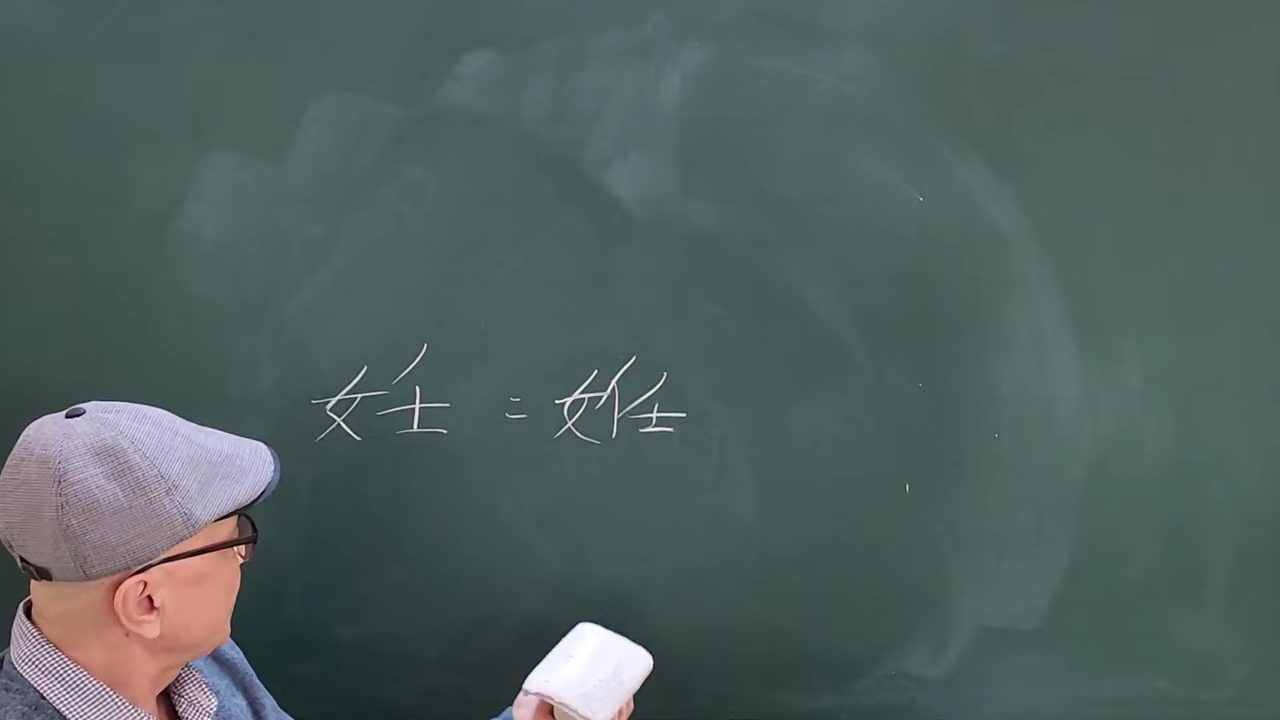 妊 = 姙